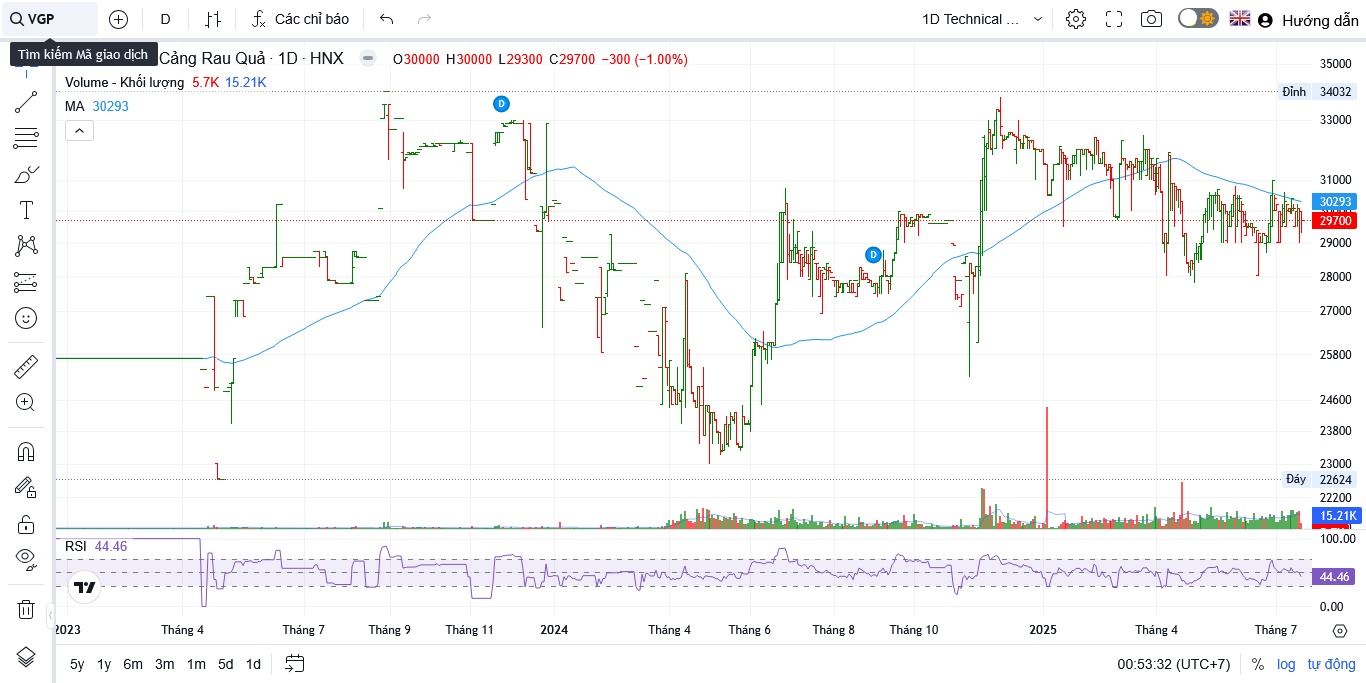 VGP
D
Các chỉ báo
1D Technical ...
Hướng dẫn
Tìm kiếm Mã giao dịch
Cảng Rau Quả · 1D · HNX
O30000 H30000 L29300 C29700 −300 (−1.00%)
Volume - Khối lượng 5.7K 15.21K
MA 30293
D
D
35000
Đỉnh 34032
33000
31000
30293
29700
29000
28000
27000
25800
24600
23800
23000
Đáy 22624
22200
15.21K
RSI 44.46
100.00
44.46
0.00
2023 Tháng 4 Tháng 7 Tháng 9 Tháng 11 2024 Tháng 4 Tháng 6 Tháng 8 Tháng 10 2025 Tháng 4 Tháng 7
5y 1y 6m 3m 1m 5d 1d
00:53:32 (UTC+7) % log tự động